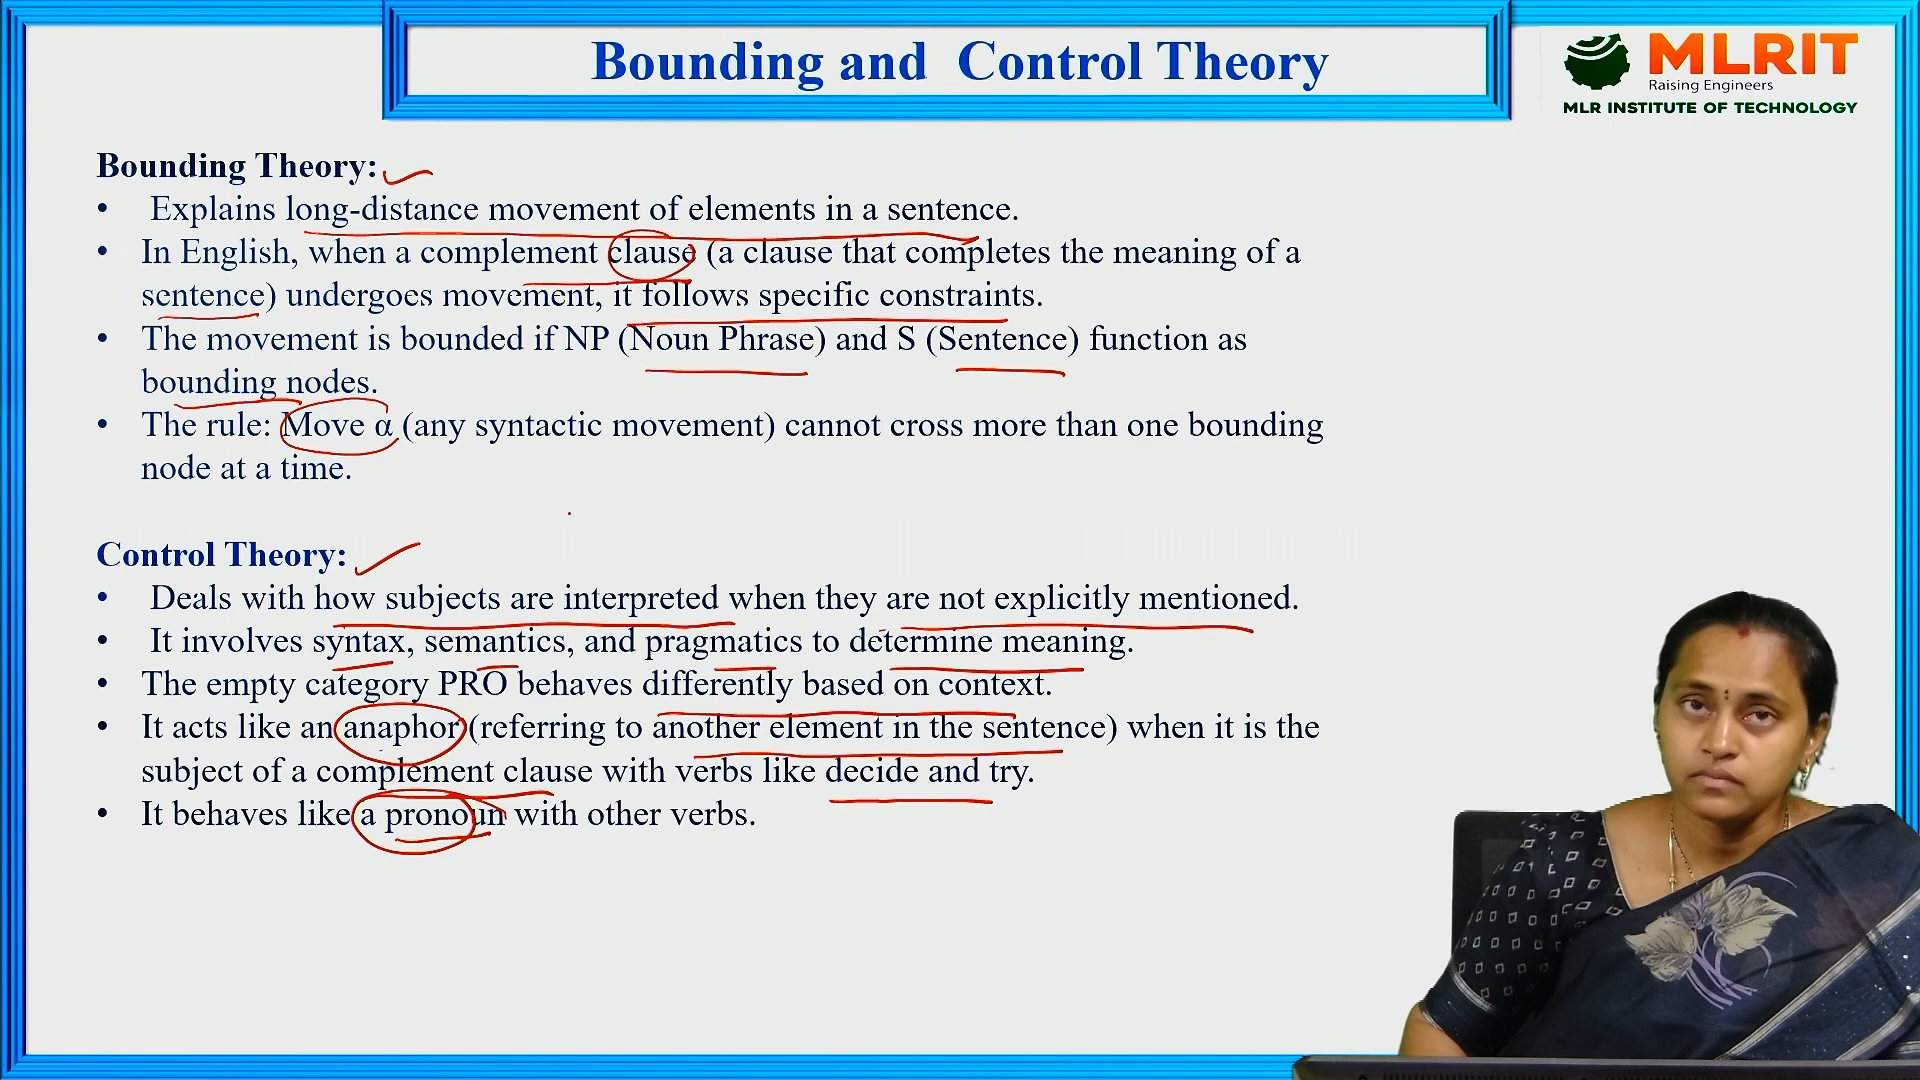 Bounding and Control Theory
MLRIT
Raising Engineers
MLR INSTITUTE OF TECHNOLOGY
Bounding Theory:
• Explains long-distance movement of elements in a sentence.
• In English, when a complement clause (a clause that completes the meaning of a
sentence) undergoes movement, it follows specific constraints.
• The movement is bounded if NP (Noun Phrase) and S (Sentence) function as
bounding nodes.
• The rule: Move α (any syntactic movement) cannot cross more than one bounding
node at a time.
Control Theory:
• Deals with how subjects are interpreted when they are not explicitly mentioned.
• It involves syntax, semantics, and pragmatics to determine meaning.
• The empty category PRO behaves differently based on context.
• It acts like an anaphor (referring to another element in the sentence) when it is the
subject of a complement clause with verbs like decide and try.
• It behaves like a pronoun with other verbs.